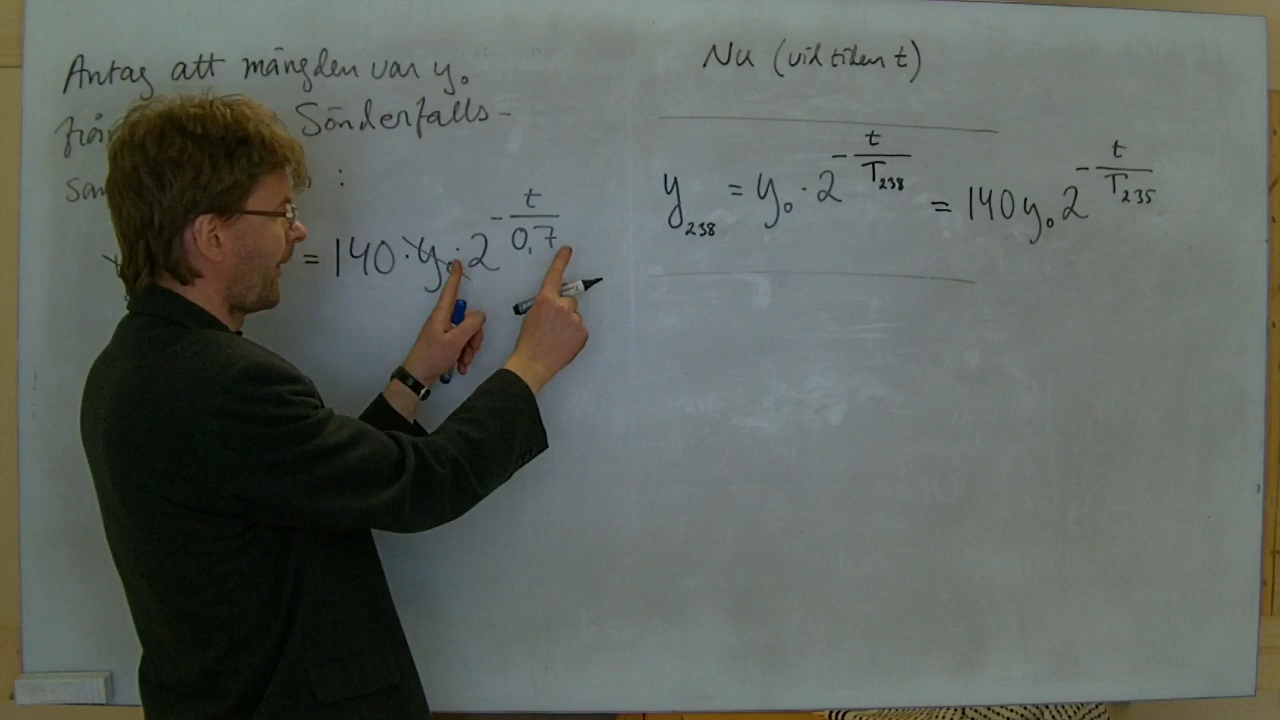 Antag att mängden var y₀
från Sönderfalls-
:
= 140 · y₀ · 2^(-t/0,7)
Nu (vid tiden t)
y₂₃₈ = y₀ · 2^(-t/T₂₃₈) = 140 y₀ 2^(-t/T₂₃₅)